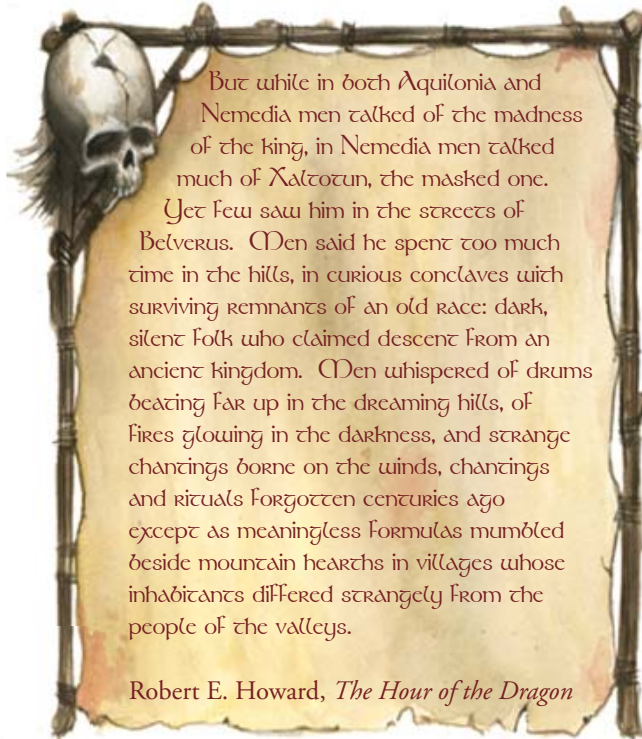 But while in both Aquilonia and
Nemedia men talked of the madness
of the king, in Nemedia men talked
much of Xaltotun, the masked one.
Yet few saw him in the streets of
Belverus. Men said he spent too much
time in the hills, in curious conclaves with
surviving remnants of an old race: dark,
silent folk who claimed descent from an
ancient kingdom. Men whispered of drums
beating far up in the dreaming hills, of
fires glowing in the darkness, and strange
chantings borne on the winds, chantings
and rituals forgotten centuries ago
except as meaningless formulas mumbled
beside mountain hearths in villages whose
inhabitants differed strangely from the
people of the valleys.
Robert E. Howard, The Hour of the Dragon